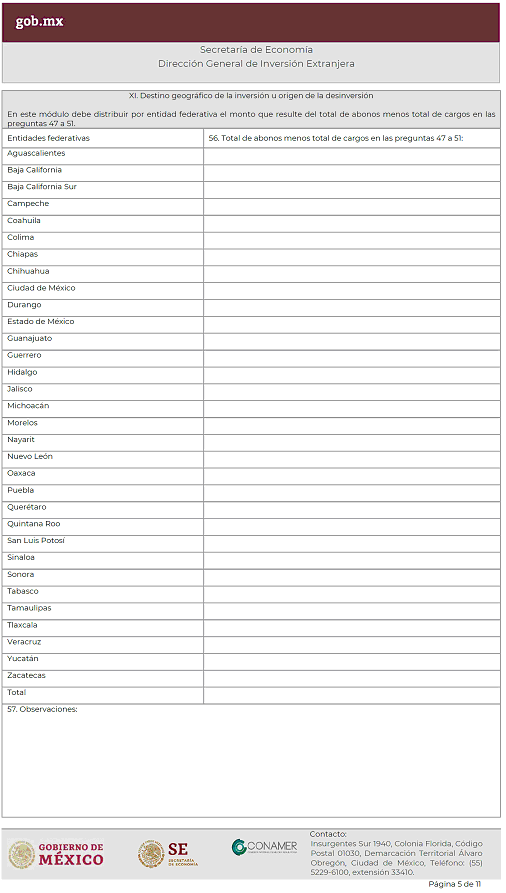 gob.mx
Secretaría de Economía
Dirección General de Inversión Extranjera
XI. Destino geográfico de la inversión u origen de la desinversión
En este módulo debe distribuir por entidad federativa el monto que resulte del total de abonos menos total de cargos en las
preguntas 47 a 51.
Entidades federativas
56. Total de abonos menos total de cargos en las preguntas 47 a 51:
Aguascalientes
Baja California
Baja California Sur
Campeche
Coahuila
Colima
Chiapas
Chihuahua
Ciudad de México
Durango
Estado de México
Guanajuato
Guerrero
Hidalgo
Jalisco
Michoacán
Morelos
Nayarit
Nuevo León
Oaxaca
Puebla
Querétaro
Quintana Roo
San Luis Potosí
Sinaloa
Sonora
Tabasco
Tamaulipas
Tlaxcala
Veracruz
Yucatán
Zacatecas
Total
57. Observaciones:
GOBIERNO DE
MÉXICO
SE
SECRETARÍA
DE ECONOMÍA
CONAMER
Contacto:
Insurgentes Sur 1940, Colonia Florida, Código
Postal 01030, Demarcación Territorial Álvaro
Obregón, Ciudad de México, Teléfono: (55)
5229-6100, extensión 33410.
Página 5 de 11